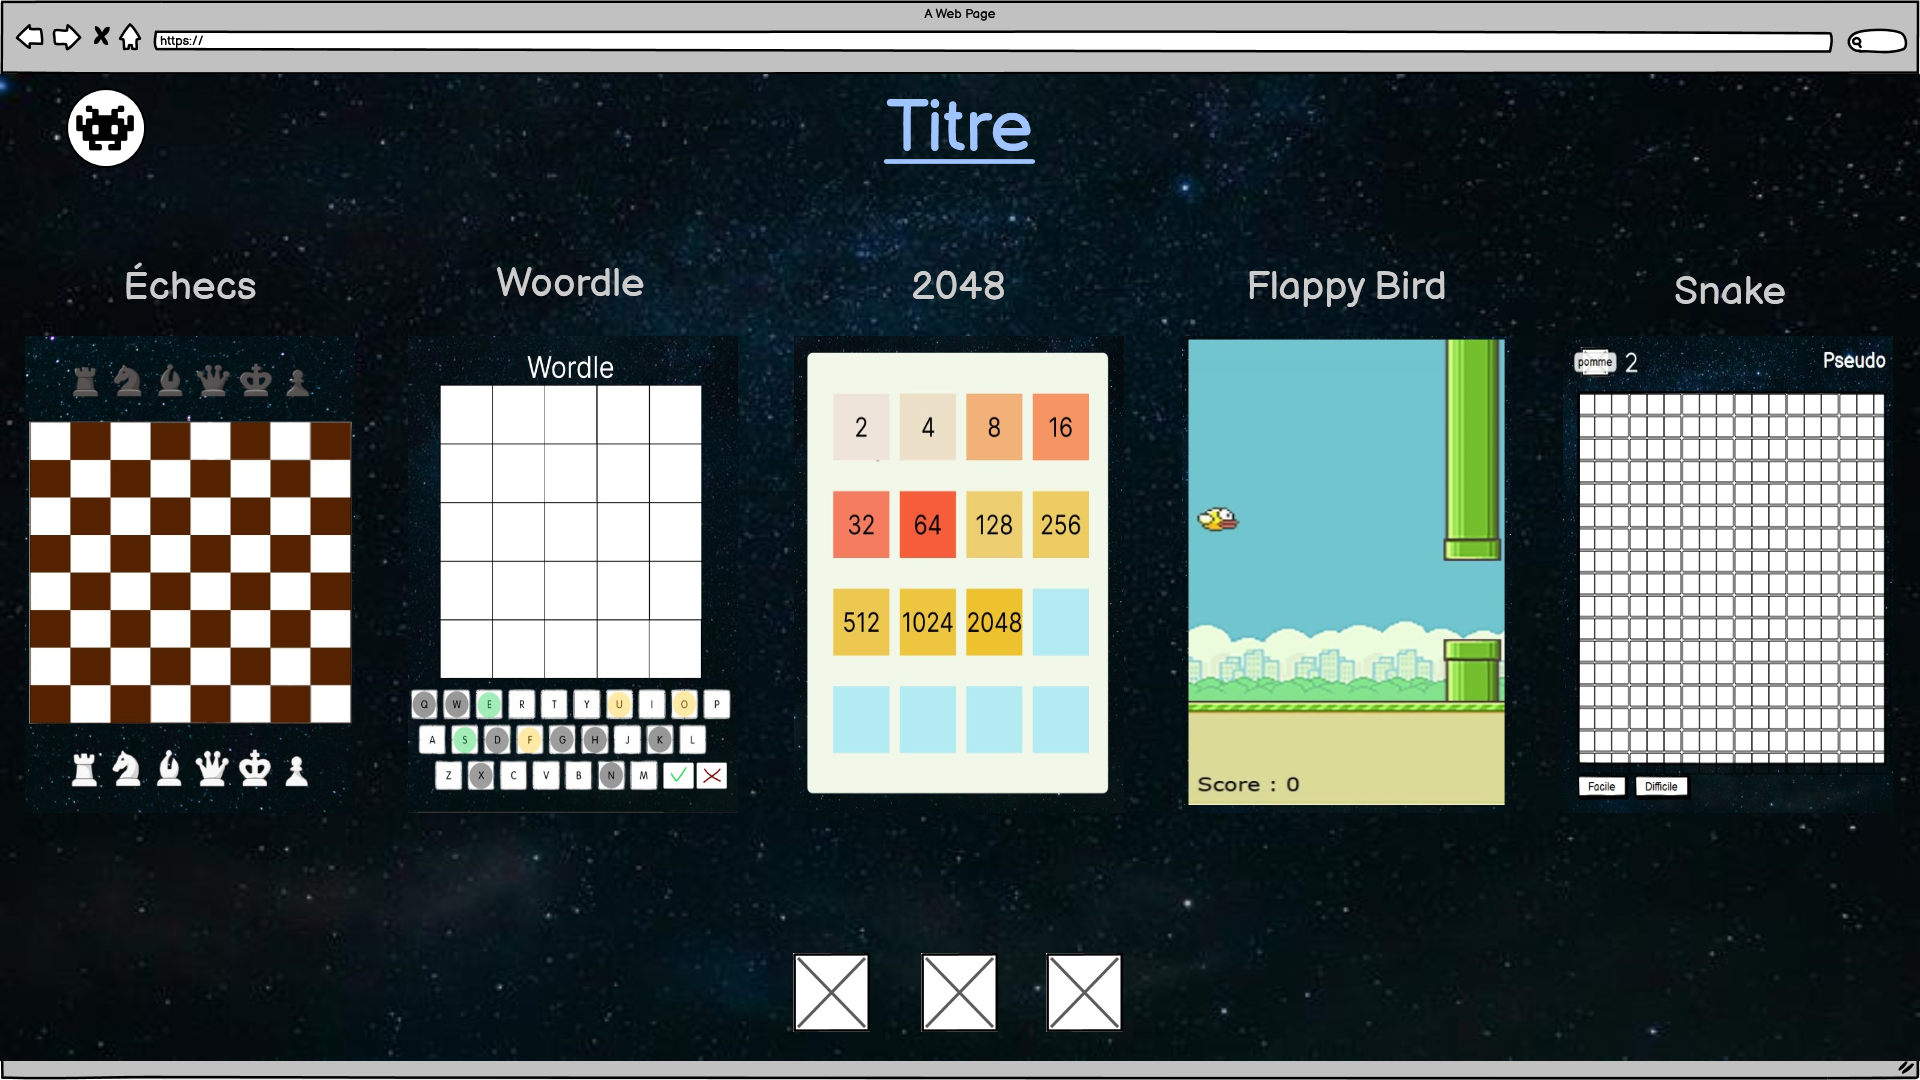 A Web Page
https://
Titre
Échecs
Woordle
2048
Flappy Bird
Snake
Wordle
Q W E R T Y U I O P
A S D F G H J K L
Z X C V B N M
2 4 8 16
32 64 128 256
512 1024 2048
Score : 0
pomme 2 Pseudo
Facile Difficile